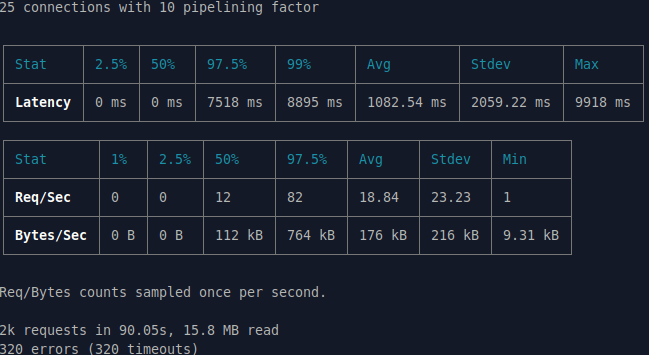 25 connections with 10 pipelining factor
Stat 2.5% 50% 97.5% 99% Avg Stdev Max
Latency 0 ms 0 ms 7518 ms 8895 ms 1082.54 ms 2059.22 ms 9918 ms
Stat 1% 2.5% 50% 97.5% Avg Stdev Min
Req/Sec 0 0 12 82 18.84 23.23 1
Bytes/Sec 0 B 0 B 112 kB 764 kB 176 kB 216 kB 9.31 kB
Req/Bytes counts sampled once per second.
2k requests in 90.05s, 15.8 MB read
320 errors (320 timeouts)